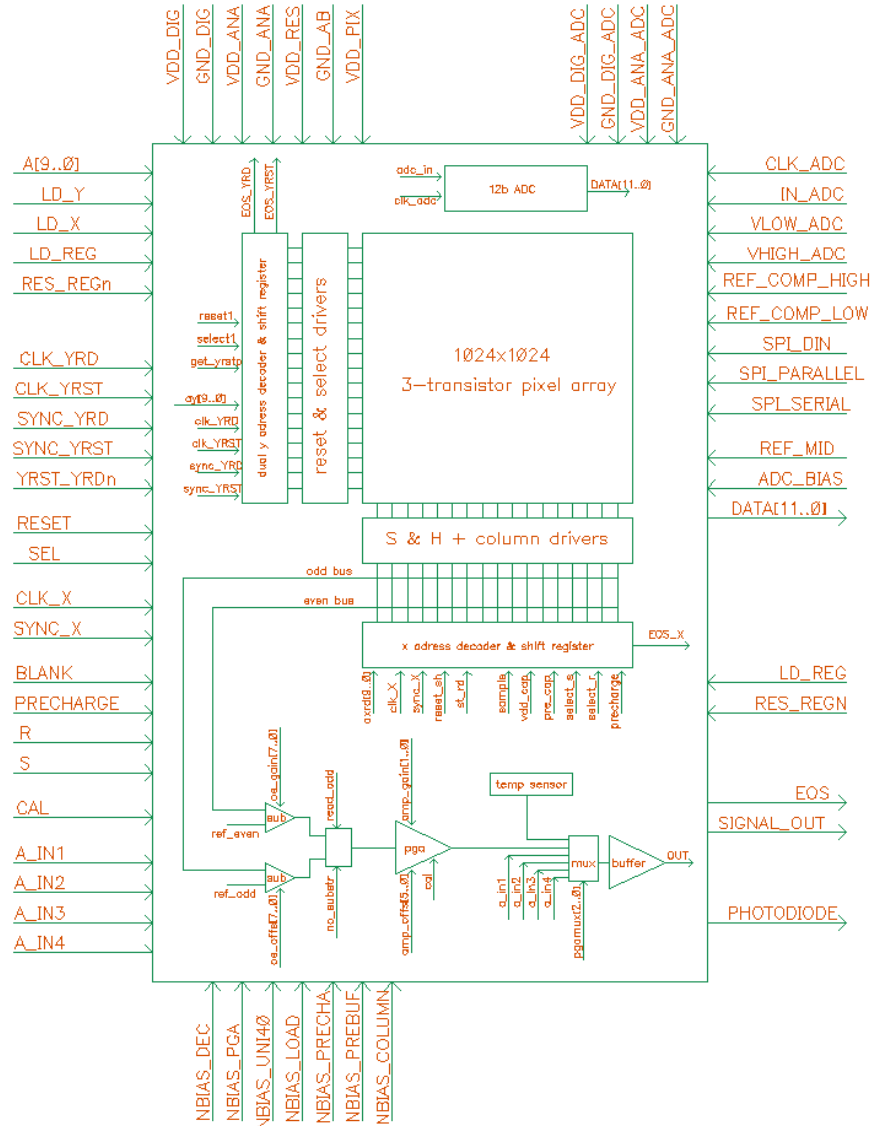 VDD_DIG
GND_DIG
VDD_ANA
GND_ANA
VDD_RES
GND_AB
VDD_PIX
VDD_DIG_ADC
GND_DIG_ADC
VDD_ANA_ADC
GND_ANA_ADC
A[9..0]
LD_Y
LD_X
LD_REG
RES_REGn
CLK_YRD
CLK_YRST
SYNC_YRD
SYNC_YRST
YRST_YRDn
RESET
SEL
CLK_X
SYNC_X
BLANK
PRECHARGE
R
S
CAL
A_IN1
A_IN2
A_IN3
A_IN4
EOS_YRD
EOS_YRST
adc_in
clk_adc
12b ADC
DATA[11..0]
reset1
select1
get_yrstp
ay[9..0]
clk_YRD
clk_YRST
sync_YRD
sync_YRST
dual y adress decoder & shift register
reset & select drivers
1024x1024
3-transistor pixel array
S & H + column drivers
odd bus
even bus
x adress decoder & shift register
EOS_X
axrd[9..0]
clk_X
sync_X
reset_sh
st_rd
sample
vdd_cap
pre_cap
select_s
select_r
precharge
oe_gain[7..0]
sub
ref_even
sub
ref_odd
oe_offs[7..0]
read_odd
no_substr
amp_gain[1..0]
pga
amp_offs[5..0]
cal
temp sensor
mux
buffer
OUT
a_in1
a_in2
a_in3
a_in4
pgamux[2..0]
CLK_ADC
IN_ADC
VLOW_ADC
VHIGH_ADC
REF_COMP_HIGH
REF_COMP_LOW
SPI_DIN
SPI_PARALLEL
SPI_SERIAL
REF_MID
ADC_BIAS
DATA[11..0]
LD_REG
RES_REGN
EOS
SIGNAL_OUT
PHOTODIODE
NBIAS_DEC
NBIAS_PGA
NBIAS_UNI40
NBIAS_LOAD
NBIAS_PRECHA
NBIAS_PREBUF
NBIAS_COLUMN